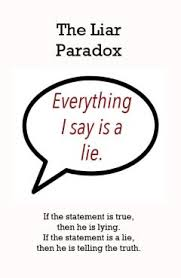 The Liar
Paradox
Everything
I say is a
lie.
If the statement is true,
then he is lying.
If the statement is a lie,
then he is telling the truth.